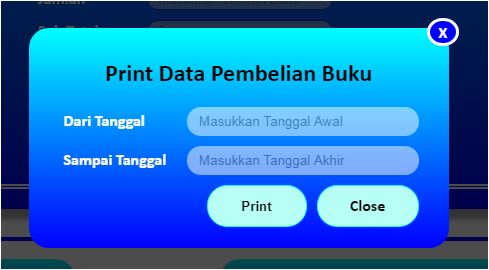 X
Print Data Pembelian Buku
Dari Tanggal
Masukkan Tanggal Awal
Sampai Tanggal
Masukkan Tanggal Akhir
Print
Close